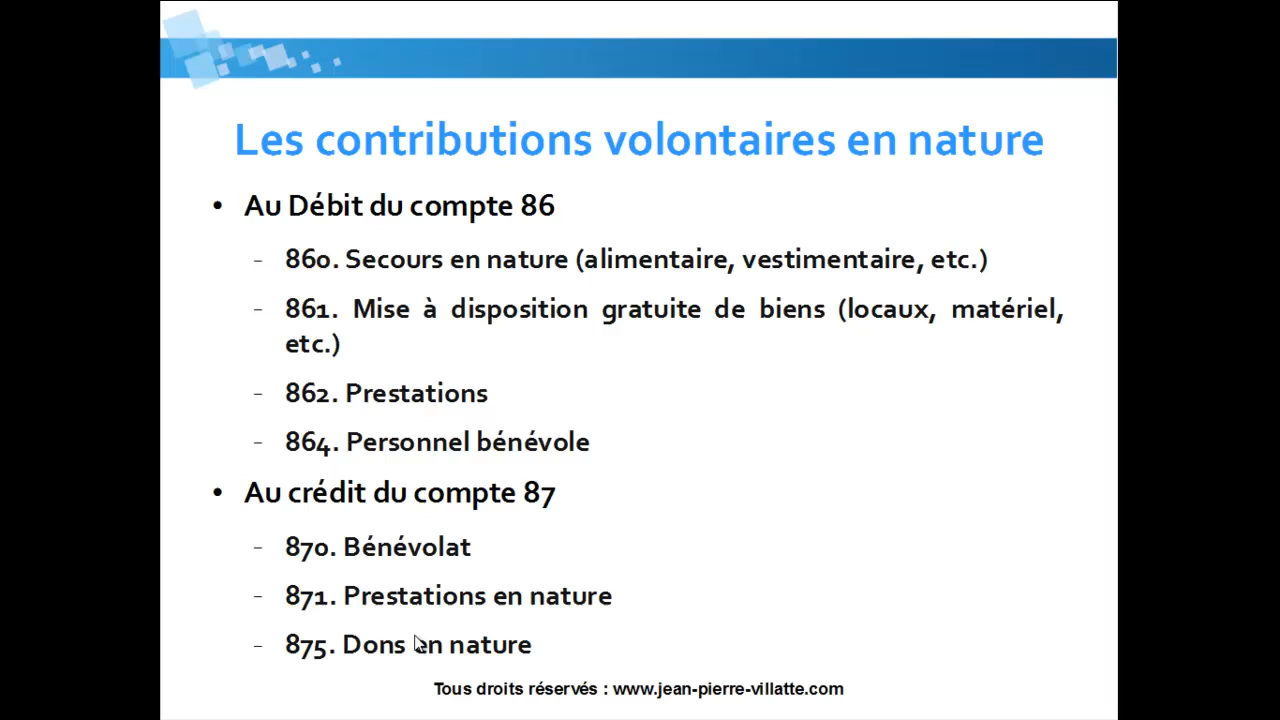 Les contributions volontaires en nature
• Au Débit du compte 86
– 860. Secours en nature (alimentaire, vestimentaire, etc.)
– 861. Mise à disposition gratuite de biens (locaux, matériel,
etc.)
– 862. Prestations
– 864. Personnel bénévole
• Au crédit du compte 87
– 870. Bénévolat
– 871. Prestations en nature
– 875. Dons en nature
Tous droits réservés : www.jean-pierre-villatte.com